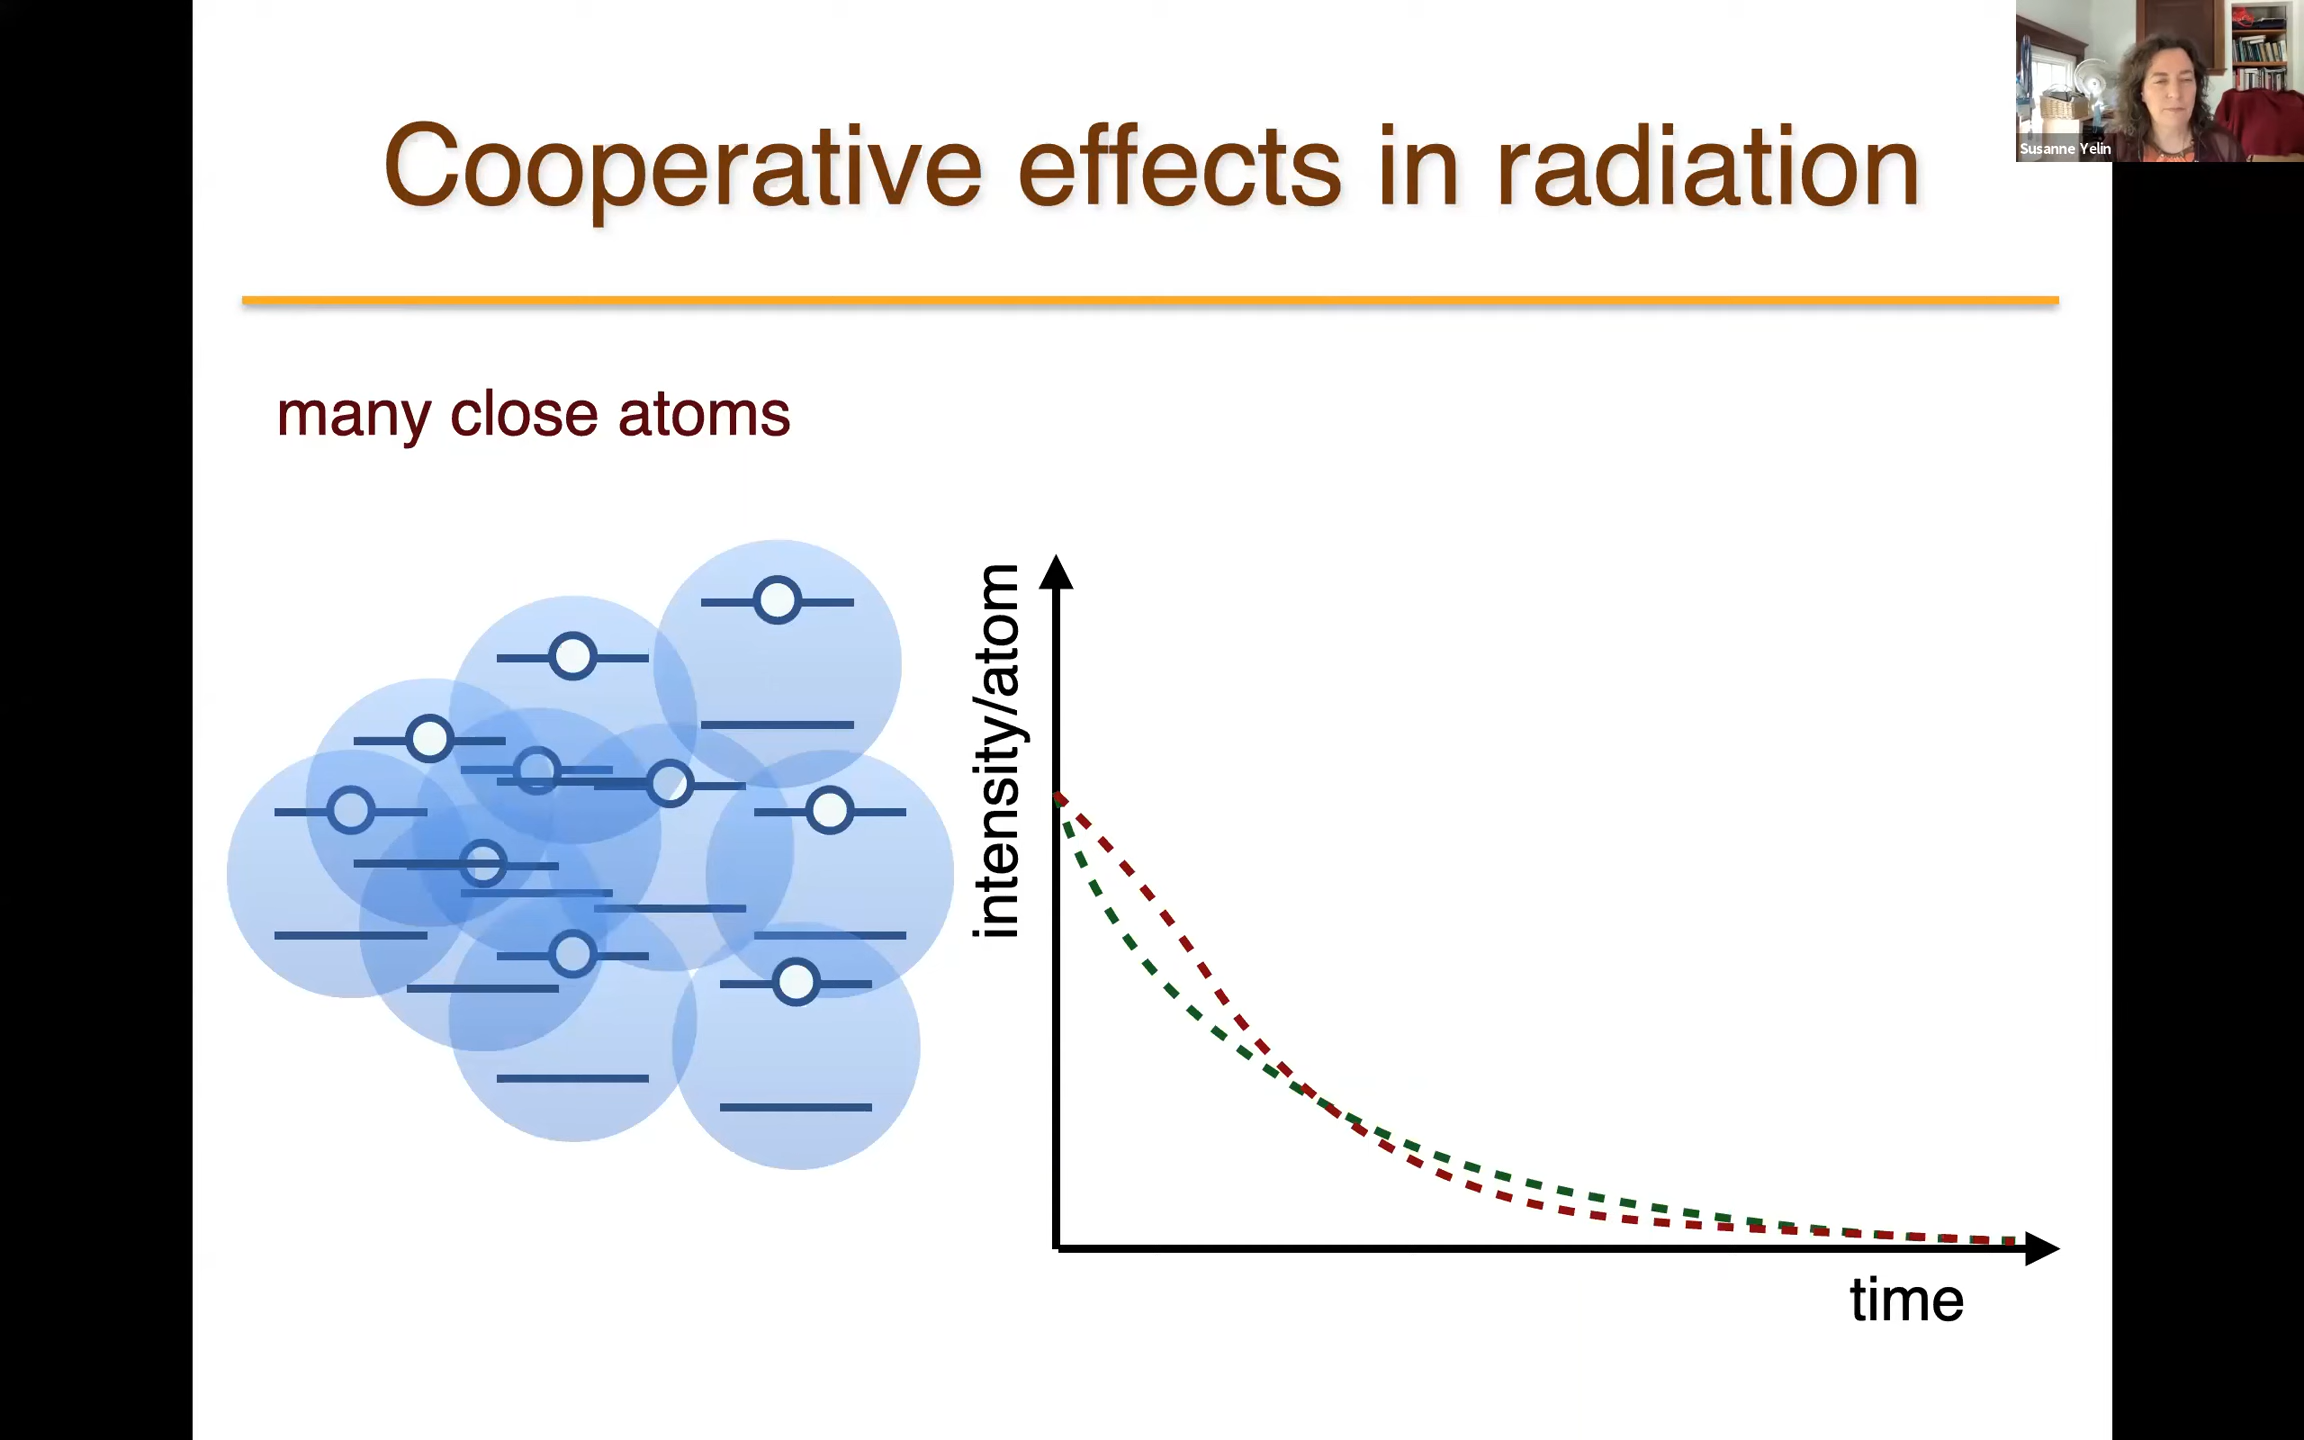 Cooperative effects in radiation
Susanne Yelin
many close atoms
intensity/atom
time